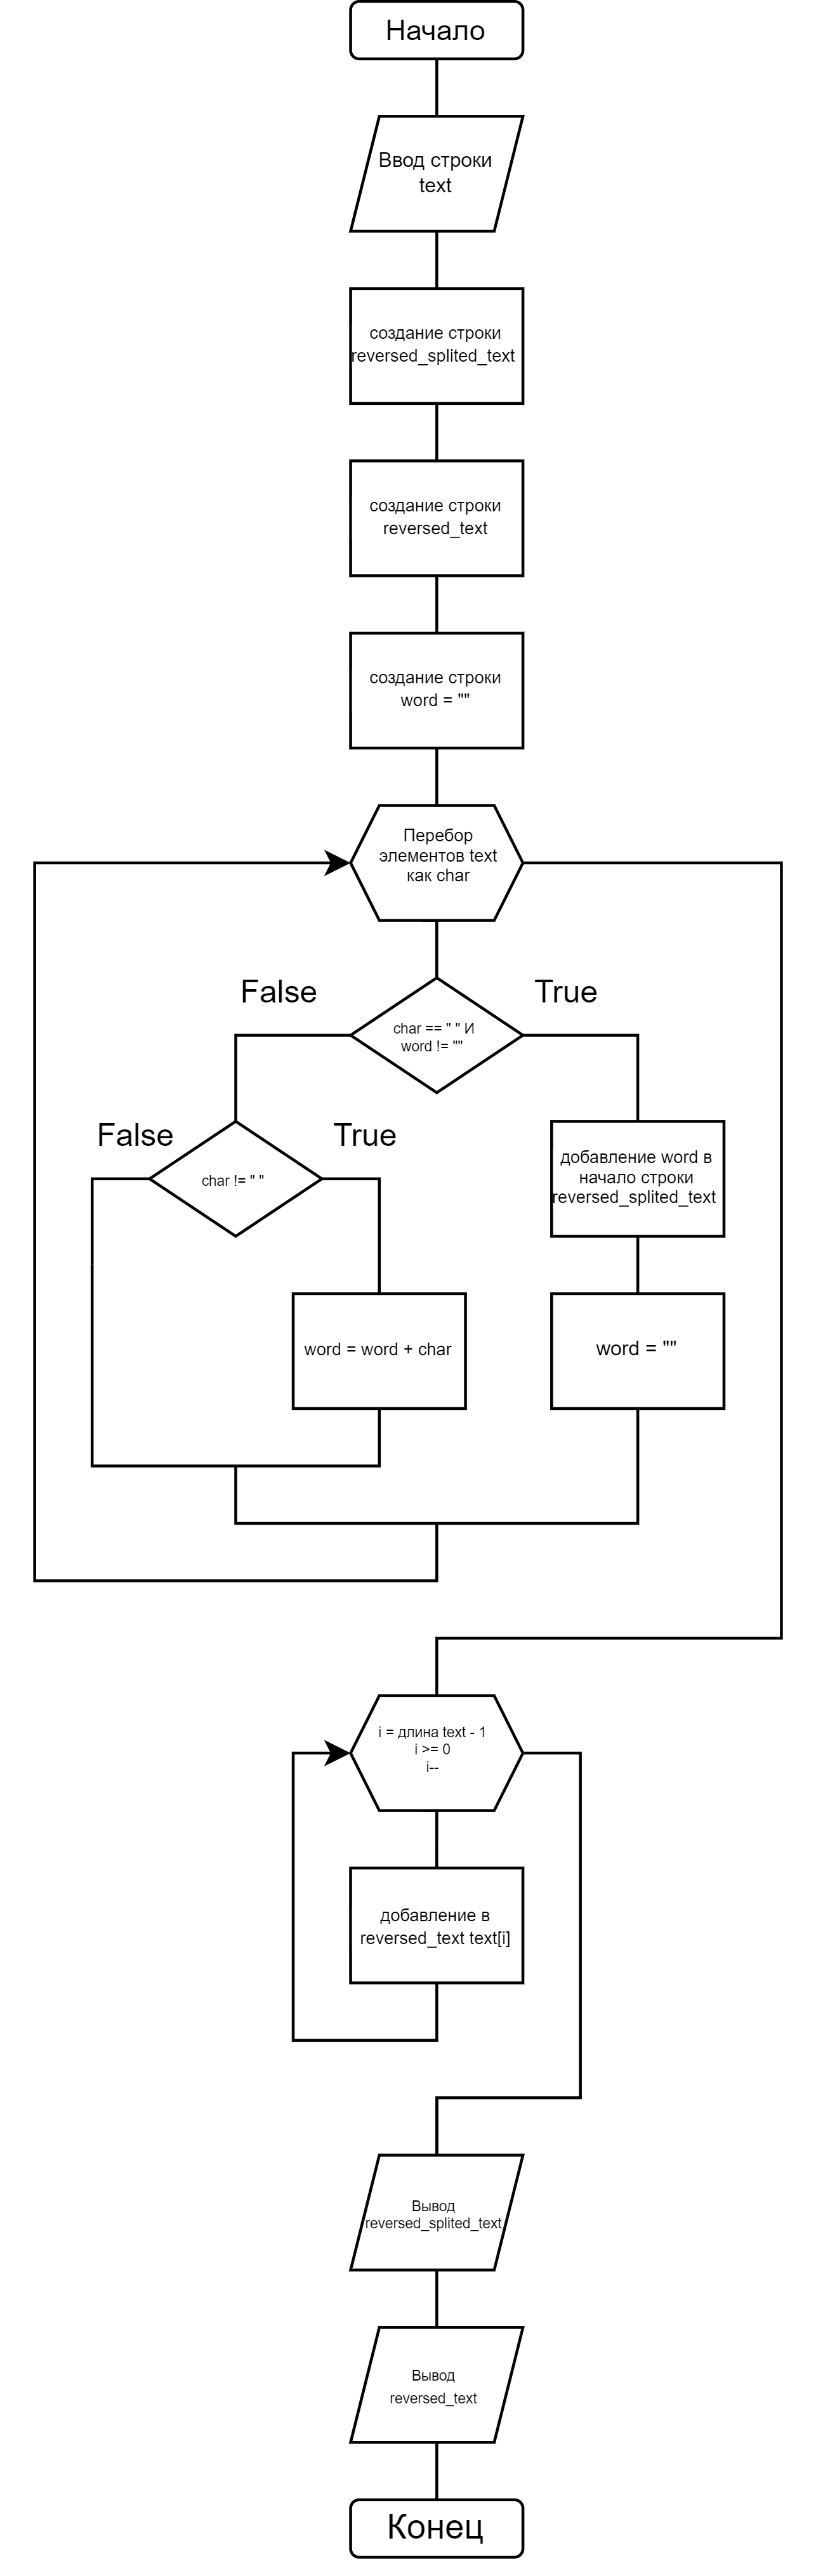 Начало
Ввод строки
text
создание строки
reversed_splited_text
создание строки
reversed_text
создание строки
word = ""
Перебор
элементов text
как char
False
True
char == " " И
word != ""
False
True
char != " "
добавление word в
начало строки
reversed_splited_text
word = word + char
word = ""
i = длина text - 1
i >= 0
i--
добавление в
reversed_text text[i]
Вывод
reversed_splited_text
Вывод
reversed_text
Конец